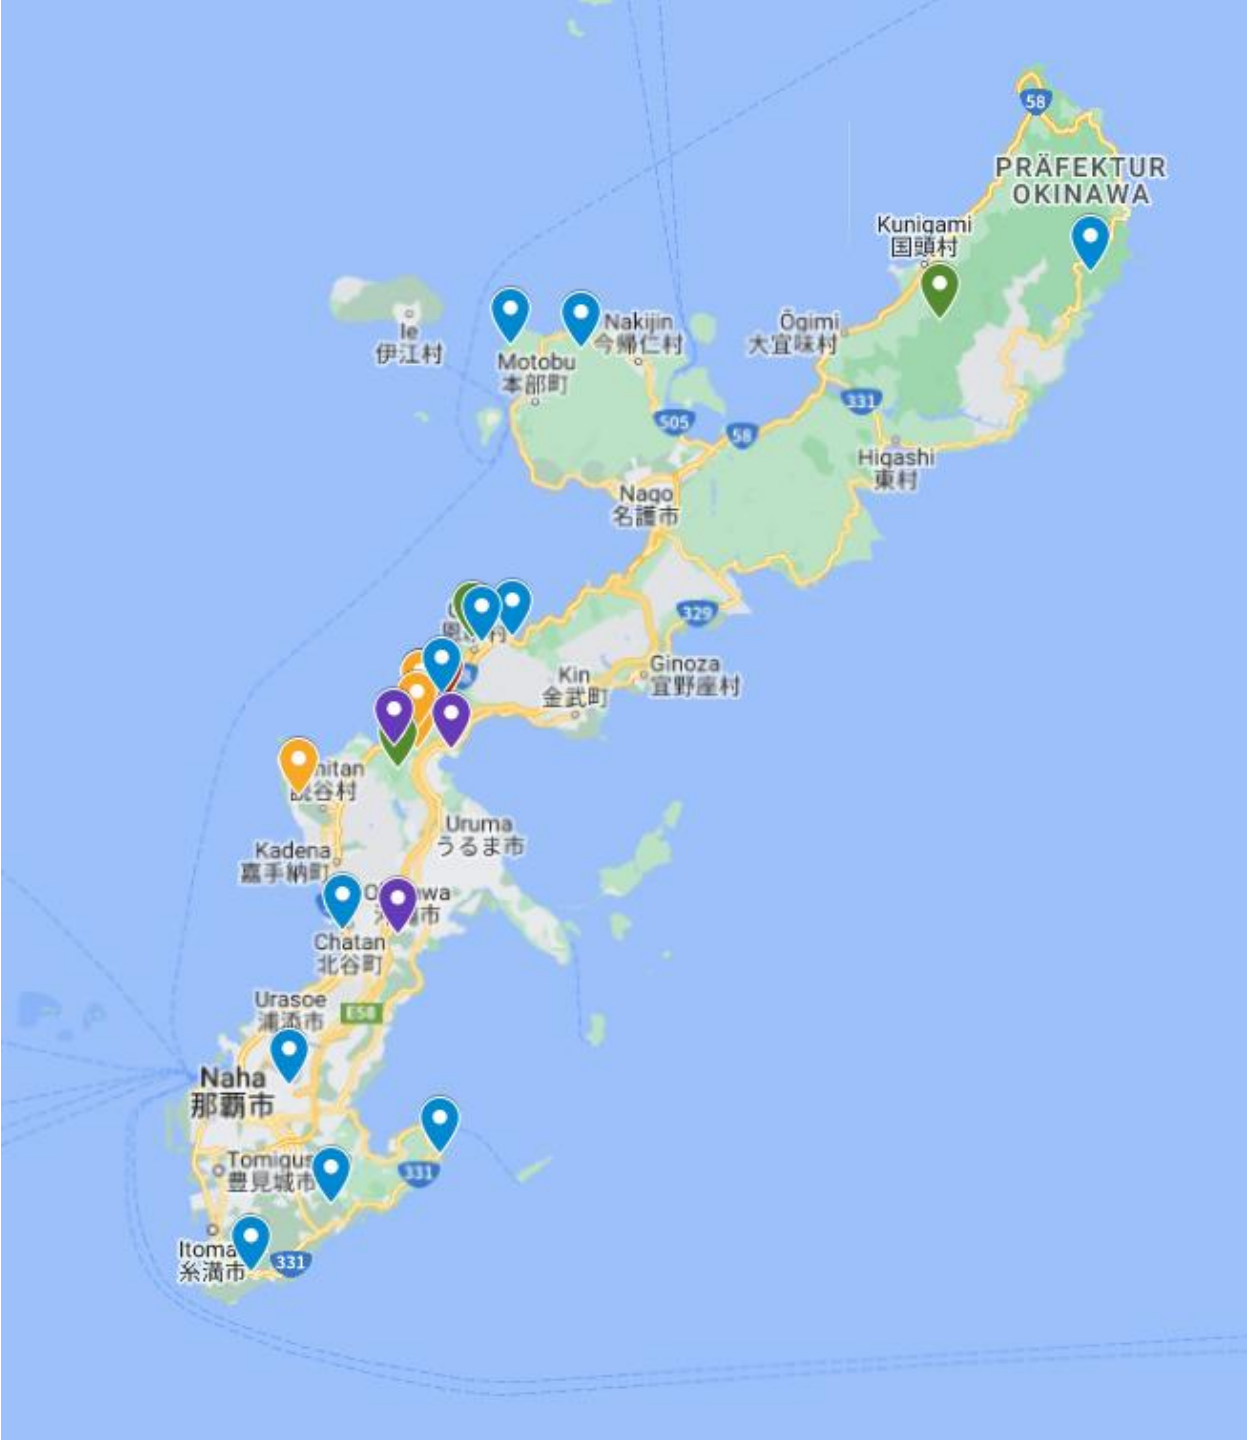 58
PRÄFEKTUR
OKINAWA
Kunigami
国頭村
Nakijin
今帰仁村
Ōgimi
大宜味村
Ie
伊江村
Motobu
本部町
331
505
58
Higashi
東村
Nago
名護市
329
Ginoza
宜野座村
Kin
金武町
Uruma
うるま市
Kadena
嘉手納町
Chatan
北谷町
Urasoe
浦添市
E58
Naha
那覇市
331
豊見城市
糸満市
331